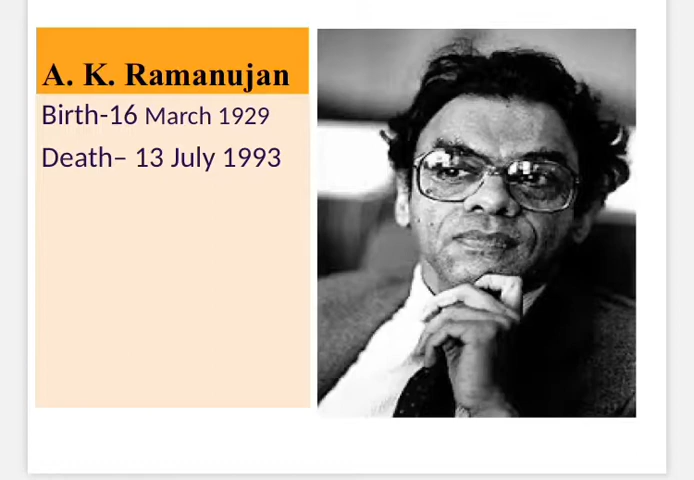 A. K. Ramanujan
Birth-16 March 1929
Death– 13 July 1993